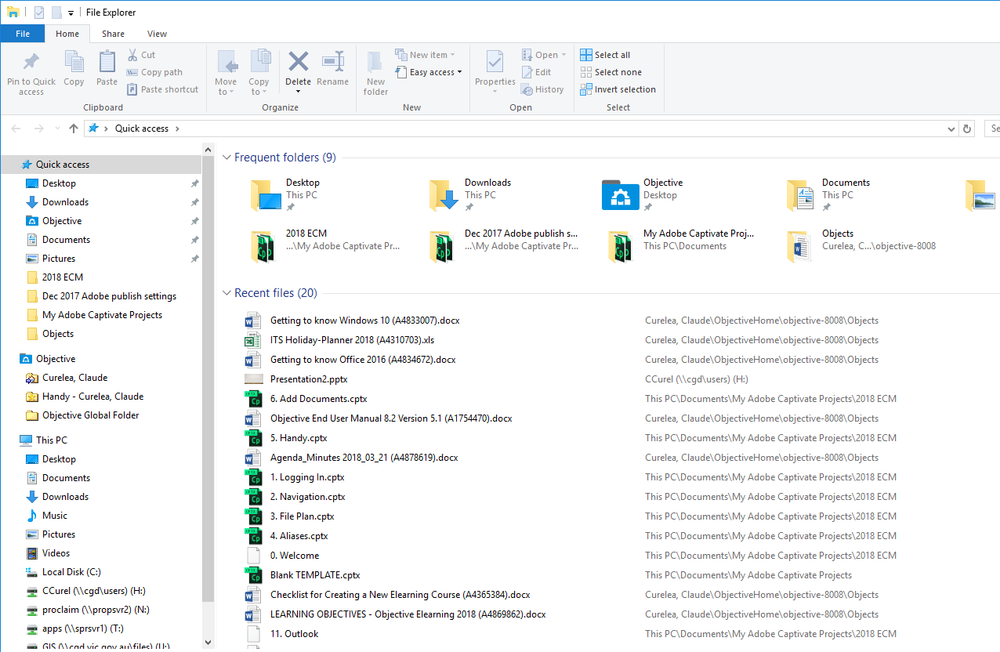 File Explorer
File Home Share View
Pin to Quick access
Copy
Paste
Cut
Copy path
Paste shortcut
Clipboard
Move to
Copy to
Delete
Rename
Organize
New folder
New item
Easy access
New
Properties
Open
Edit
History
Open
Select all
Select none
Invert selection
Select
Quick access
Se
Quick access
Desktop
Downloads
Objective
Documents
Pictures
2018 ECM
Dec 2017 Adobe publish settings
My Adobe Captivate Projects
Objects
Objective
Curelea, Claude
Handy - Curelea, Claude
Objective Global Folder
This PC
Desktop
Documents
Downloads
Music
Pictures
Videos
Local Disk (C:)
CCurel (\\cgd\users) (H:)
proclaim (\\propsvr2) (N:)
apps (\\sprsvr1) (T:)
GIS (\\cgd.vic.gov.au\files) (U:)
Frequent folders (9)
Desktop
This PC
Downloads
This PC
Objective
Desktop
Documents
This PC
2018 ECM
...\My Adobe Captivate Pr...
Dec 2017 Adobe publish s...
...\My Adobe Captivate Pr...
My Adobe Captivate Proj...
This PC\Documents
Objects
Curelea, C...\objective-8008
Recent files (20)
Getting to know Windows 10 (A4833007).docx Curelea, Claude\ObjectiveHome\objective-8008\Objects
ITS Holiday-Planner 2018 (A4310703).xls Curelea, Claude\ObjectiveHome\objective-8008\Objects
Getting to know Office 2016 (A4834672).docx Curelea, Claude\ObjectiveHome\objective-8008\Objects
Presentation2.pptx CCurel (\\cgd\users) (H:)
6. Add Documents.cptx This PC\Documents\My Adobe Captivate Projects\2018 ECM
Objective End User Manual 8.2 Version 5.1 (A1754470).docx Curelea, Claude\ObjectiveHome\objective-8008\Objects
5. Handy.cptx This PC\Documents\My Adobe Captivate Projects\2018 ECM
Agenda_Minutes 2018_03_21 (A4878619).docx Curelea, Claude\ObjectiveHome\objective-8008\Objects
1. Logging In.cptx This PC\Documents\My Adobe Captivate Projects\2018 ECM
2. Navigation.cptx This PC\Documents\My Adobe Captivate Projects\2018 ECM
3. File Plan.cptx This PC\Documents\My Adobe Captivate Projects\2018 ECM
4. Aliases.cptx This PC\Documents\My Adobe Captivate Projects\2018 ECM
0. Welcome This PC\Documents\My Adobe Captivate Projects\2018 ECM
Blank TEMPLATE.cptx This PC\Documents\My Adobe Captivate Projects
Checklist for Creating a New Elearning Course (A4365384).docx Curelea, Claude\ObjectiveHome\objective-8008\Objects
LEARNING OBJECTIVES - Objective Elearning 2018 (A4869862).docx Curelea, Claude\ObjectiveHome\objective-8008\Objects
11. Outlook This PC\Documents\My Adobe Captivate Projects\2018 ECM